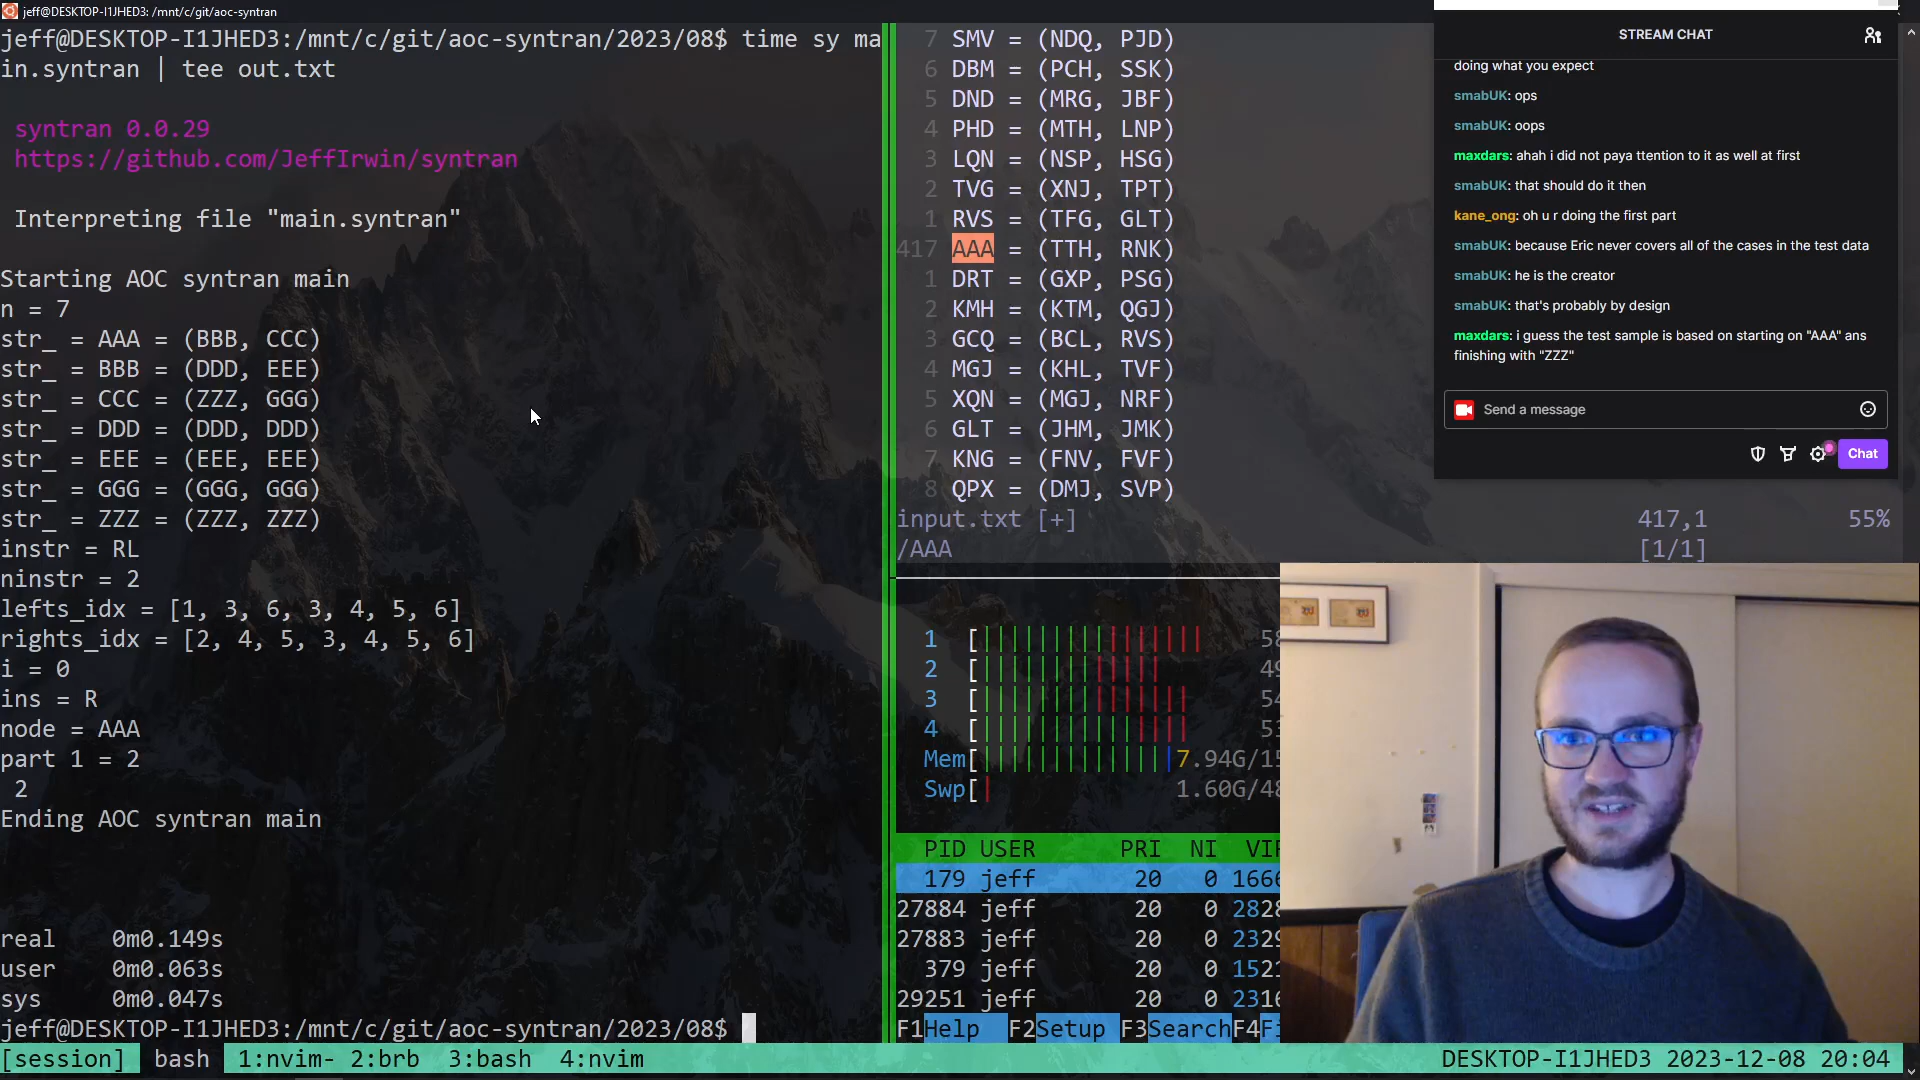 jeff@DESKTOP-I1JHED3: /mnt/c/git/aoc-syntran
jeff@DESKTOP-I1JHED3:/mnt/c/git/aoc-syntran/2023/08$ time sy ma
in.syntran | tee out.txt
syntran 0.0.29
https://github.com/JeffIrwin/syntran
Interpreting file "main.syntran"
Starting AOC syntran main
n = 7
str_ = AAA = (BBB, CCC)
str_ = BBB = (DDD, EEE)
str_ = CCC = (ZZZ, GGG)
str_ = DDD = (DDD, DDD)
str_ = EEE = (EEE, EEE)
str_ = GGG = (GGG, GGG)
str_ = ZZZ = (ZZZ, ZZZ)
instr = RL
ninstr = 2
lefts_idx = [1, 3, 6, 3, 4, 5, 6]
rights_idx = [2, 4, 5, 3, 4, 5, 6]
i = 0
ins = R
node = AAA
part 1 = 2
2
Ending AOC syntran main
real 0m0.149s
user 0m0.063s
sys 0m0.047s
jeff@DESKTOP-I1JHED3:/mnt/c/git/aoc-syntran/2023/08$
7 SMV = (NDQ, PJD)
6 DBM = (PCH, SSK)
5 DND = (MRG, JBF)
4 PHD = (MTH, LNP)
3 LQN = (NSP, HSG)
2 TVG = (XNJ, TPT)
1 RVS = (TFG, GLT)
417 AAA = (TTH, RNK)
1 DRT = (GXP, PSG)
2 KMH = (KTM, QGJ)
3 GCQ = (BCL, RVS)
4 MGJ = (KHL, TVF)
5 XQN = (MGJ, NRF)
6 GLT = (JHM, JMK)
7 KNG = (FNV, FVF)
8 QPX = (DMJ, SVP)
input.txt [+] 417,1 55%
/AAA [1/1]
1 [||||||||||||||||
2 [|||||||||||||
3 [|||||||||||||||
4 [|||||||||||||||
Mem[||||||||||||||7.94G/15
Swp[| 1.60G/48
PID USER PRI NI VIR
179 jeff 20 0 1666
27884 jeff 20 0 2828
27883 jeff 20 0 2329
379 jeff 20 0 1521
29251 jeff 20 0 2316
F1Help F2Setup F3Search F4Fi
STREAM CHAT
doing what you expect
smabUK: ops
smabUK: oops
maxdars: ahah i did not paya ttention to it as well at first
smabUK: that should do it then
kane_ong: oh u r doing the first part
smabUK: because Eric never covers all of the cases in the test data
smabUK: he is the creator
smabUK: that's probably by design
maxdars: i guess the test sample is based on starting on "AAA" ans
finishing with "ZZZ"
Send a message
Chat
[session] bash 1:nvim- 2:brb 3:bash 4:nvim DESKTOP-I1JHED3 2023-12-08 20:04